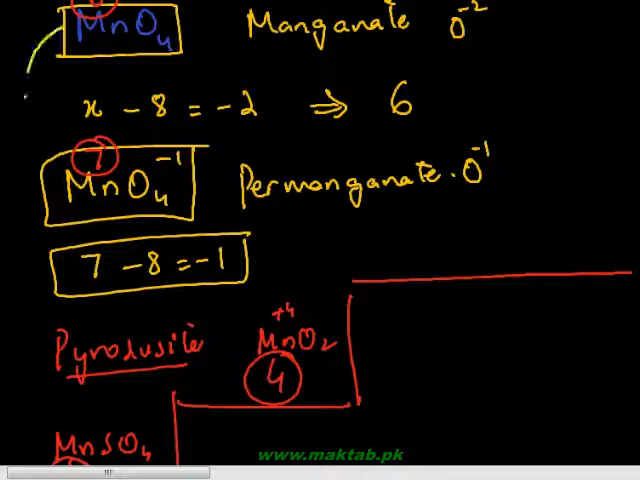 MnO₄ Manganate O⁻²
x - 8 = -2 ⇒ 6
7
MnO₄⁻¹ Permanganate. O⁻¹
7 - 8 = -1
+4
Pyrodusite MnO₂
4
MnSO₄
www.maktab.pk